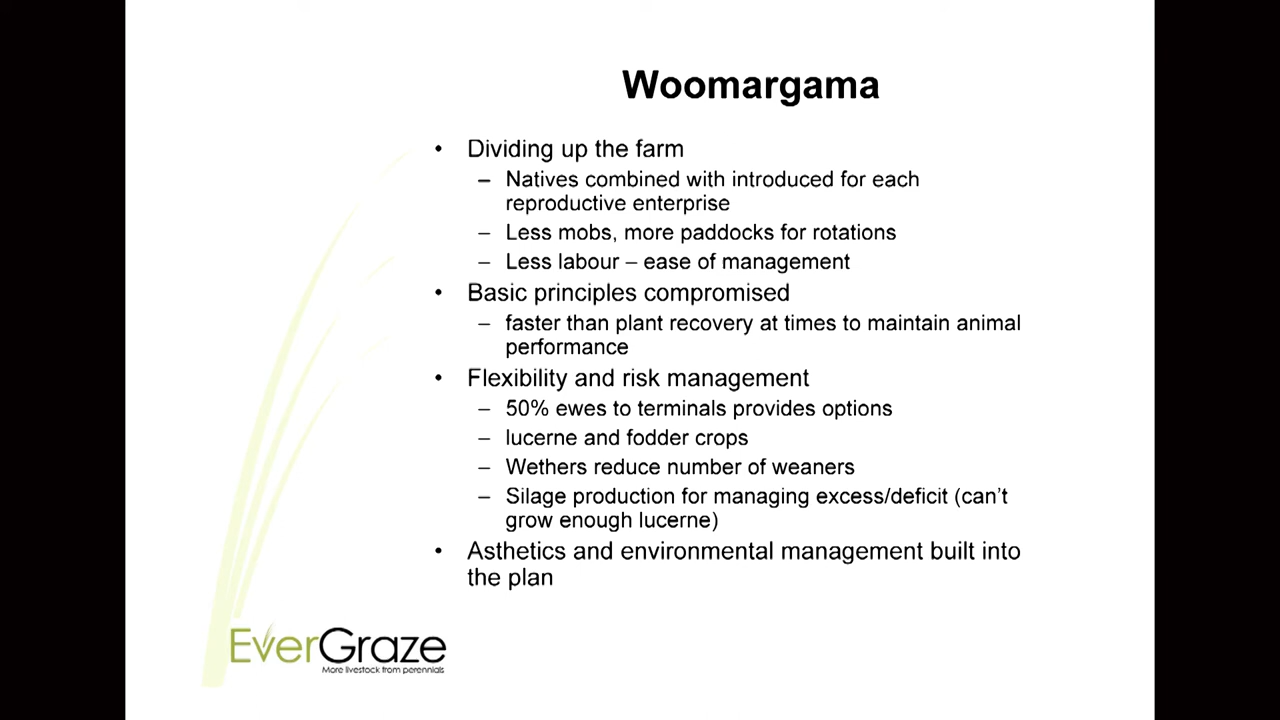 Woomargama
• Dividing up the farm
– Natives combined with introduced for each
reproductive enterprise
– Less mobs, more paddocks for rotations
– Less labour – ease of management
• Basic principles compromised
– faster than plant recovery at times to maintain animal
performance
• Flexibility and risk management
– 50% ewes to terminals provides options
– lucerne and fodder crops
– Wethers reduce number of weaners
– Silage production for managing excess/deficit (can't
grow enough lucerne)
• Asthetics and environmental management built into
the plan
EverGraze
More livestock from perennials